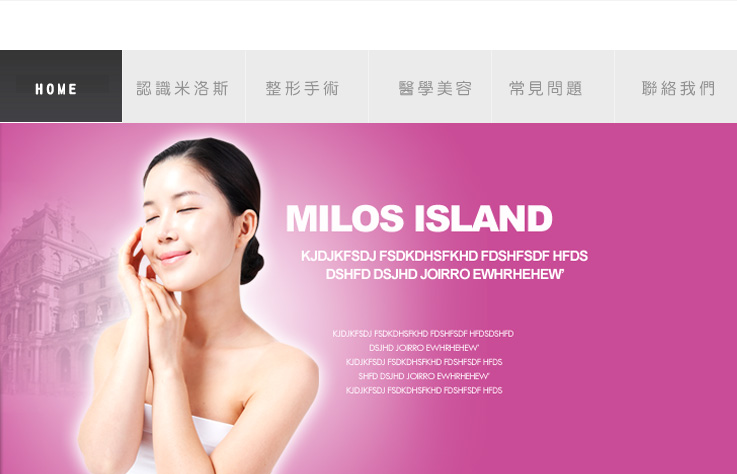 HOME
認識米洛斯
整形手術
醫學美容
常見問題
聯絡我們
MILOS ISLAND
KJDJKFSDJ FSDKDHSFKHD FDSHFSDF HFDS
DSHFD DSJHD JOIRRO EWHRHEHEW'
KJDJKFSDJ FSDKDHSFKHD FDSHFSDF HFDSDSHFD
DSJHD JOIRRO EWHRHEHEW'
KJDJKFSDJ FSDKDHSFKHD FDSHFSDF HFDS
SHFD DSJHD JOIRRO EWHRHEHEW'
KJDJKFSDJ FSDKDHSFKHD FDSHFSDF HFDS